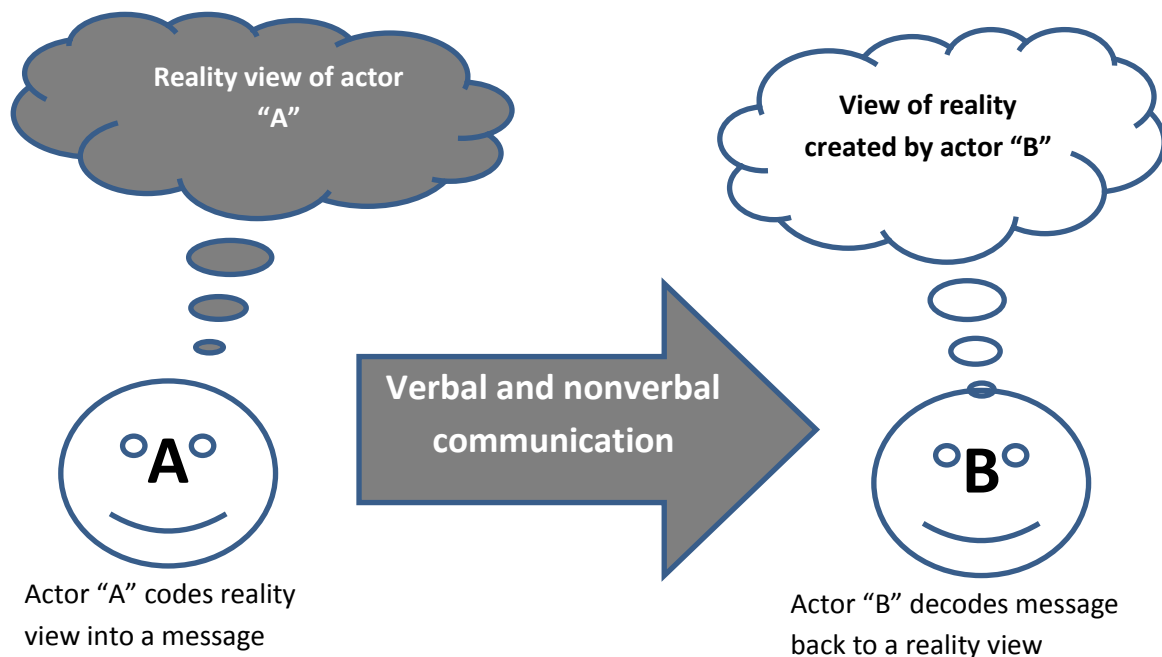 Reality view of actor
“A”
View of reality
created by actor “B”
Verbal and nonverbal
communication
A
B
Actor “A” codes reality
view into a message
Actor “B” decodes message
back to a reality view